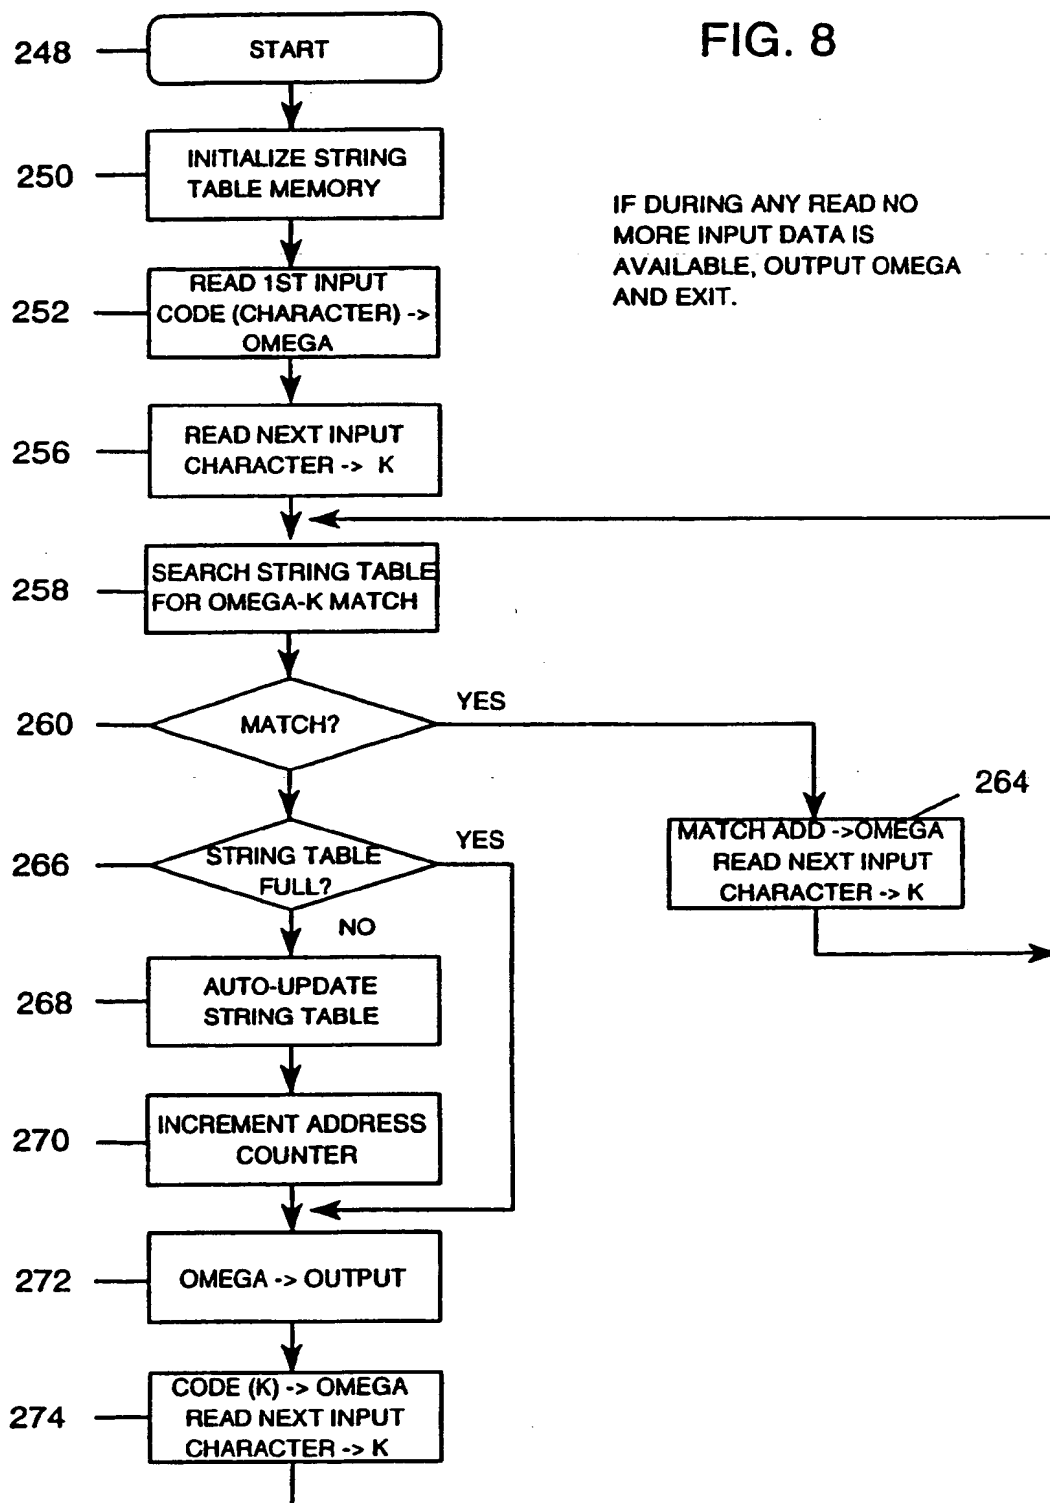 FIG. 8
248
START
250
INITIALIZE STRING
TABLE MEMORY
IF DURING ANY READ NO
MORE INPUT DATA IS
AVAILABLE, OUTPUT OMEGA
AND EXIT.
252
READ 1ST INPUT
CODE (CHARACTER) ->
OMEGA
256
READ NEXT INPUT
CHARACTER -> K
258
SEARCH STRING TABLE
FOR OMEGA-K MATCH
260
MATCH?
YES
264
MATCH ADD ->OMEGA
READ NEXT INPUT
CHARACTER -> K
266
STRING TABLE
FULL?
YES
NO
268
AUTO-UPDATE
STRING TABLE
270
INCREMENT ADDRESS
COUNTER
272
OMEGA -> OUTPUT
274
CODE (K) -> OMEGA
READ NEXT INPUT
CHARACTER -> K